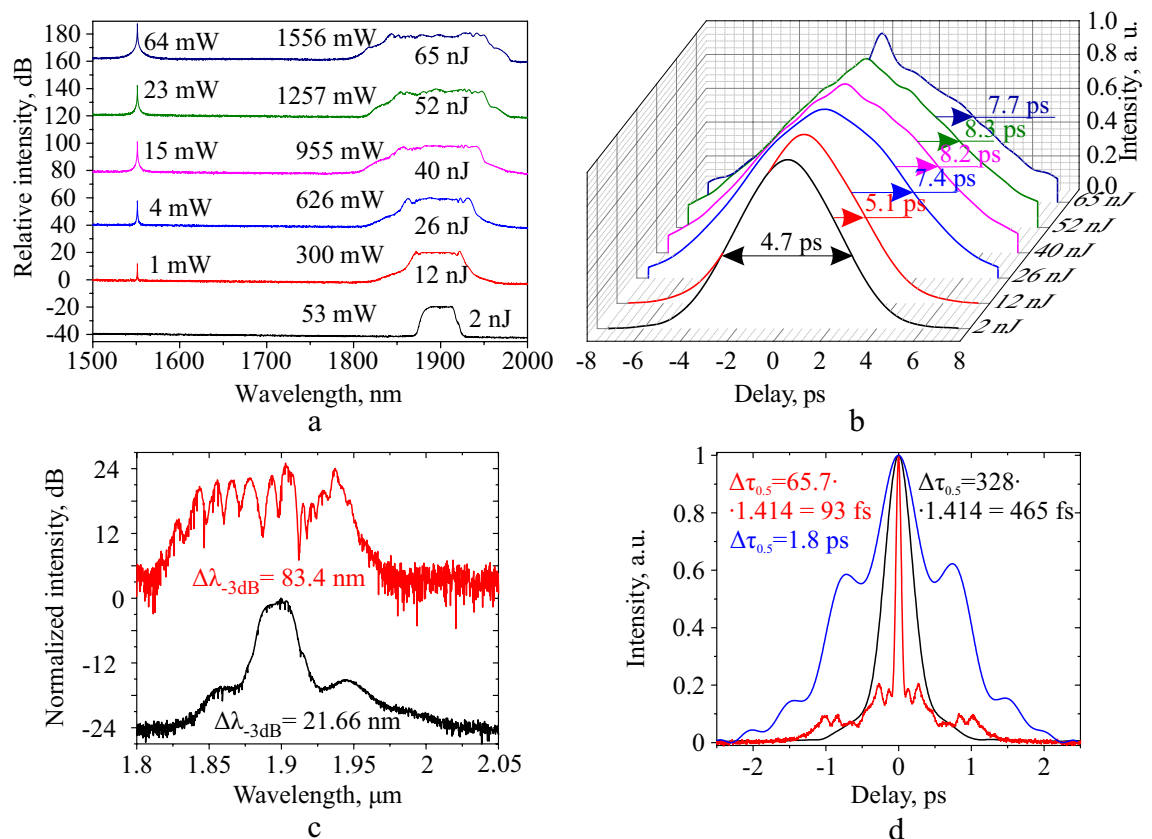 180
160
140
120
100
80
60
40
20
0
-20
-40
Relative intensity, dB
64 mW 1556 mW 65 nJ
23 mW 1257 mW 52 nJ
15 mW 955 mW 40 nJ
4 mW 626 mW 26 nJ
1 mW 300 mW 12 nJ
53 mW 2 nJ
1500 1600 1700 1800 1900 2000
Wavelength, nm
a
1.0
0.8
0.6
0.4
0.2
0.0
Intensity, a. u.
7.7 ps
8.3 ps
8.2 ps
7.4 ps
5.1 ps
4.7 ps
65 nJ
52 nJ
40 nJ
26 nJ
12 nJ
2 nJ
-8 -6 -4 -2 0 2 4 6 8
Delay, ps
b
24
12
0
-12
-24
Normalized intensity, dB
Δλ-3dB= 83.4 nm
Δλ-3dB= 21.66 nm
1.8 1.85 1.9 1.95 2 2.05
Wavelength, μm
c
1
0.8
0.6
0.4
0.2
0
Intensity, a.u.
Δτ0.5=65.7·
·1.414 = 93 fs
Δτ0.5=1.8 ps
Δτ0.5=328·
·1.414 = 465 fs
-2 -1 0 1 2
Delay, ps
d